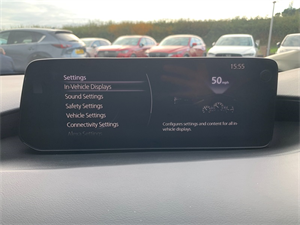 15:55
Settings
In-Vehicle Displays
Sound Settings
Safety Settings
Vehicle Settings
Connectivity Settings
50 mph
Configure settings and content for all in-
vehicle displays.